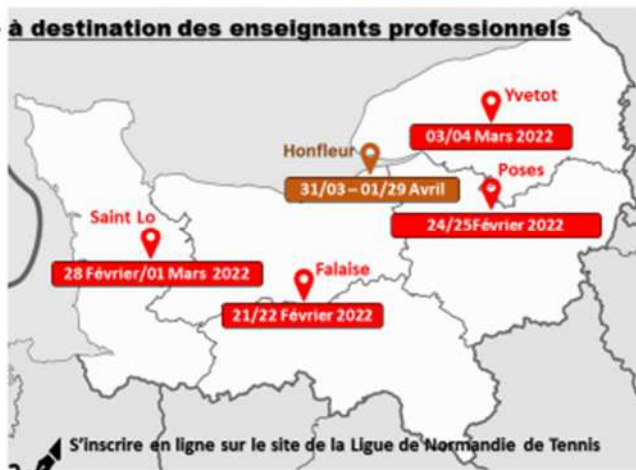 à destination des enseignants professionnels
Yvetot
03/04 Mars 2022
Honfleur
31/03 – 01/29 Avril
Poses
24/25Février 2022
Saint Lo
28 Février/01 Mars 2022
Falaise
21/22 Février 2022
S'inscrire en ligne sur le site de la Ligue de Normandie de Tennis